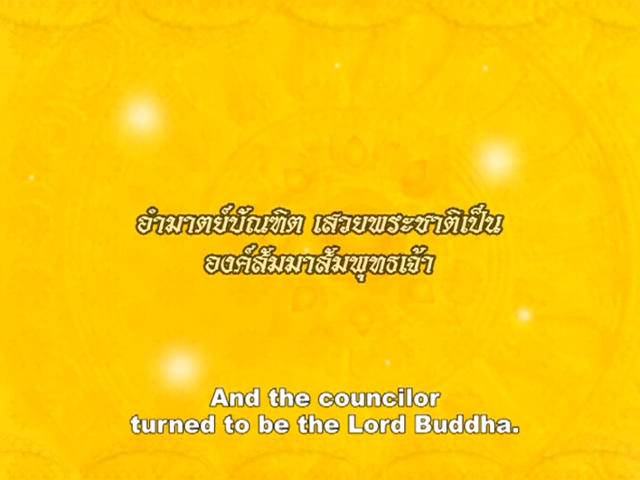 อำมาตย์บัณฑิต เสวยพระชาติเป็น
องค์สัมมาสัมพุทธเจ้า
And the councilor
turned to be the Lord Buddha.